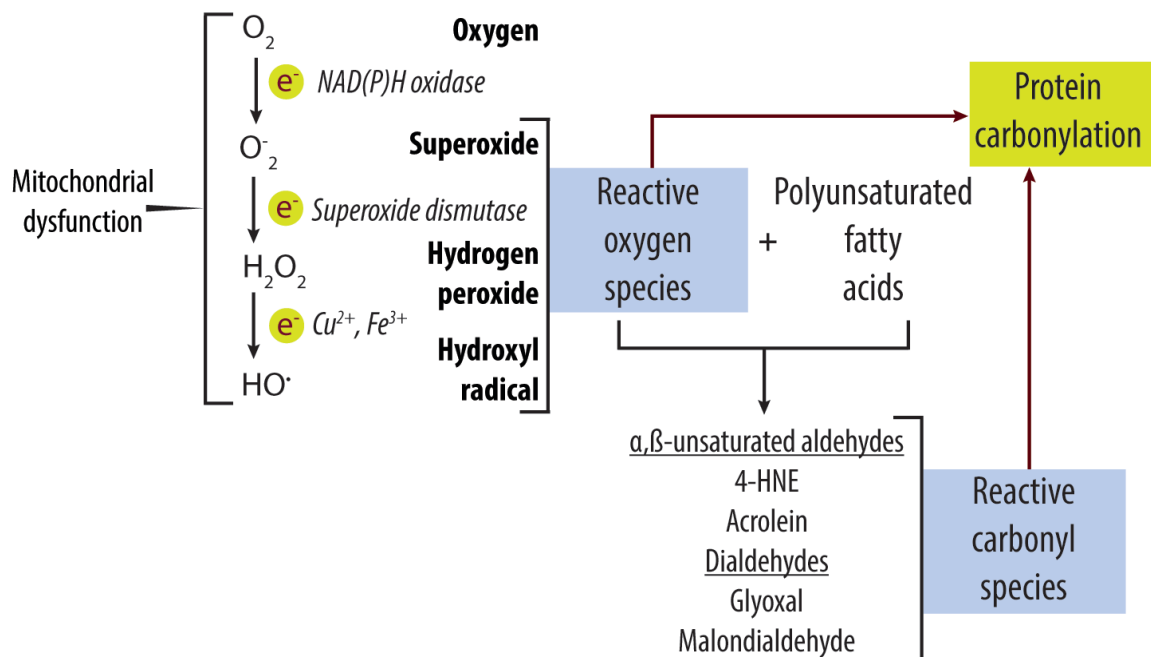 Mitochondrial
dysfunction
O₂
Oxygen
e⁻ NAD(P)H oxidase
O⁻₂
Superoxide
e⁻ Superoxide dismutase
H₂O₂
Hydrogen
peroxide
e⁻ Cu²⁺, Fe³⁺
HO•
Hydroxyl
radical
Reactive
oxygen
species
+
Polyunsaturated
fatty
acids
Protein
carbonylation
α,ß-unsaturated aldehydes
4-HNE
Acrolein
Dialdehydes
Glyoxal
Malondialdehyde
Reactive
carbonyl
species